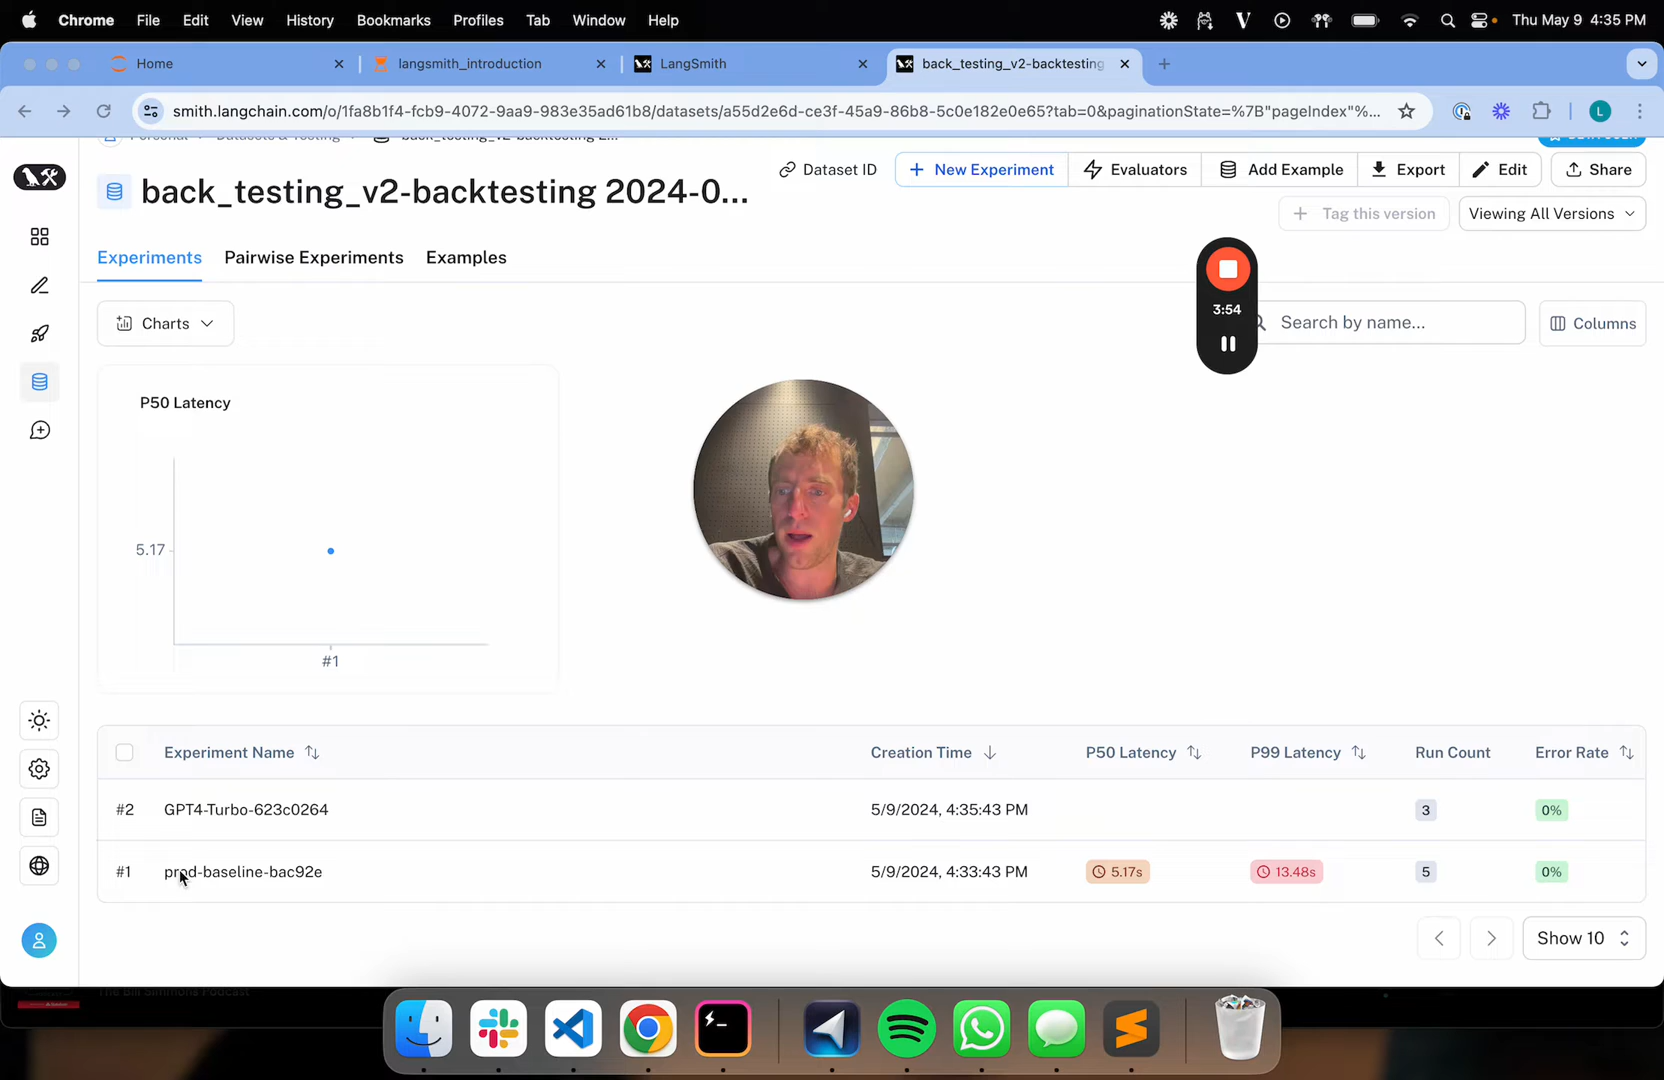 Chrome File Edit View History Bookmarks Profiles Tab Window Help Thu May 9 4:35 PM
Home langsmith_introduction LangSmith back_testing_v2-backtesting
smith.langchain.com/o/1fa8b1f4-fcb9-4072-9aa9-983e35ad61b8/datasets/a55d2e6d-ce3f-45a9-86b8-5c0e182e0e65?tab=0&paginationState=%7B"pageIndex"%...
back_testing_v2-backtesting 2024-0...
Dataset ID New Experiment Evaluators Add Example Export Edit Share
Tag this version Viewing All Versions
Experiments Pairwise Experiments Examples
3:54
Charts Search by name... Columns
P50 Latency
5.17
#1
Experiment Name Creation Time P50 Latency P99 Latency Run Count Error Rate
#2 GPT4-Turbo-623c0264 5/9/2024, 4:35:43 PM 3 0%
#1 prod-baseline-bac92e 5/9/2024, 4:33:43 PM 5.17s 13.48s 5 0%
Show 10
The Bill Simmons Podcast